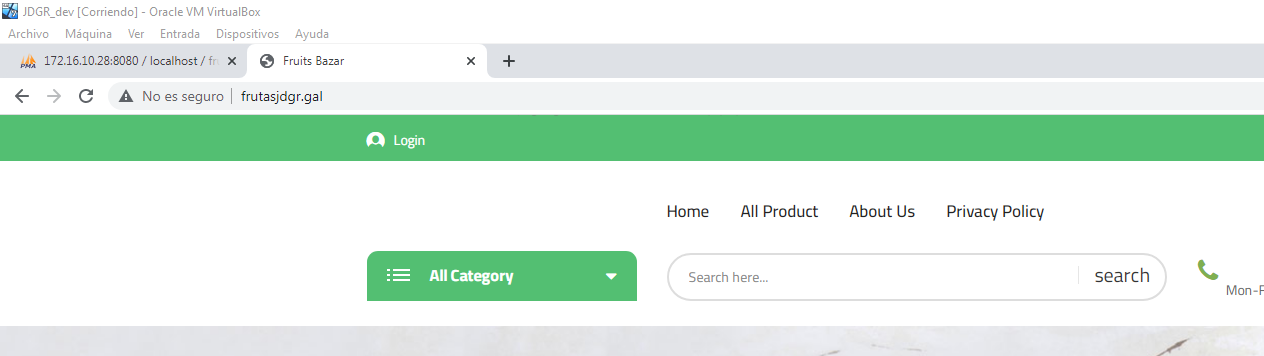 JDGR_dev [Corriendo] - Oracle VM VirtualBox
Archivo Máquina Ver Entrada Dispositivos Ayuda
PMA 172.16.10.28:8080 / localhost / fr Fruits Bazar
No es seguro frutasjdgr.gal
Login
Home All Product About Us Privacy Policy
All Category Search here... search
Mon-F